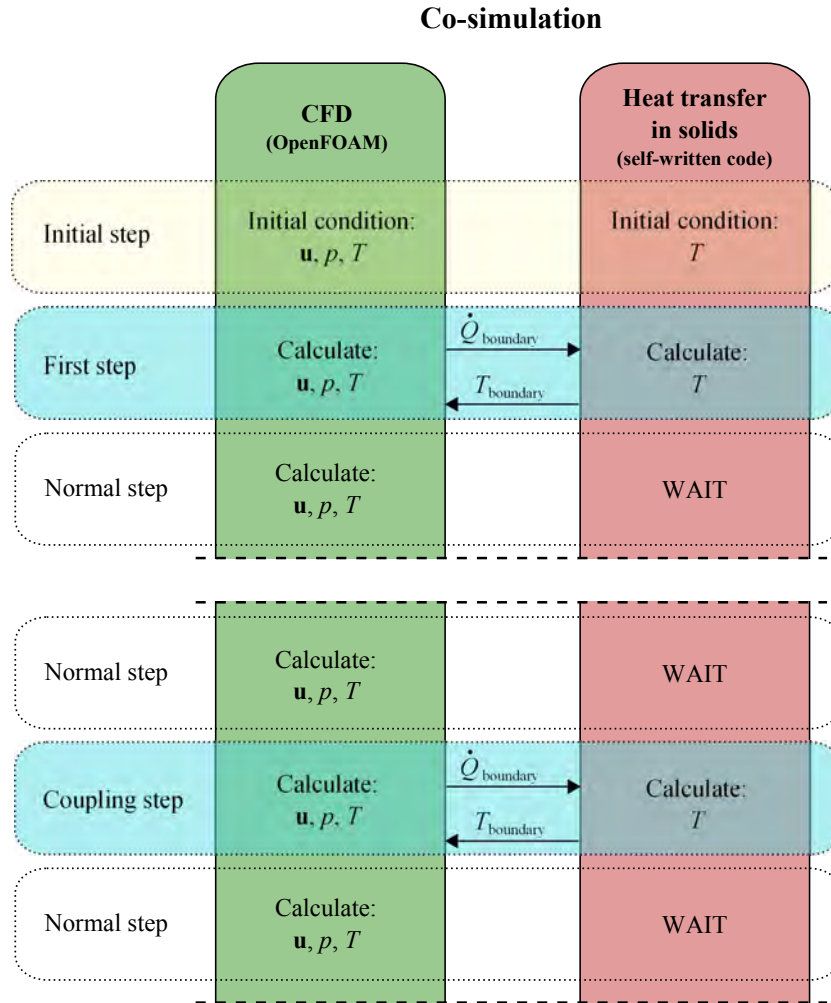 Co-simulation
CFD
(OpenFOAM)
Heat transfer
in solids
(self-written code)
Initial step
Initial condition:
u, p, T
Initial condition:
T
First step
Calculate:
u, p, T
Q̇ boundary
T boundary
Calculate:
T
Normal step
Calculate:
u, p, T
WAIT
Normal step
Calculate:
u, p, T
WAIT
Coupling step
Calculate:
u, p, T
Q̇ boundary
T boundary
Calculate:
T
Normal step
Calculate:
u, p, T
WAIT